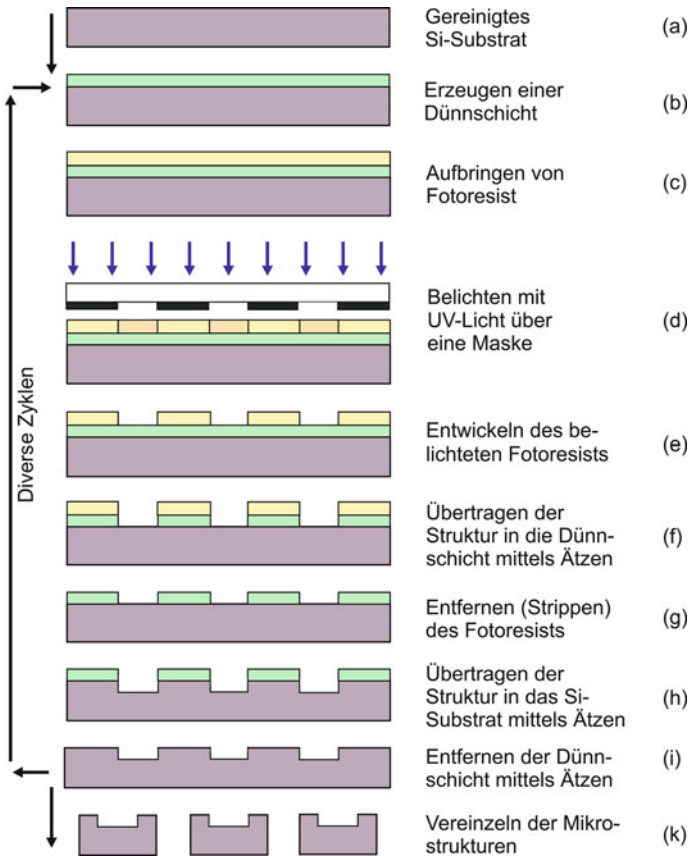 Gereinigtes
Si-Substrat
(a)
Erzeugen einer
Dünnschicht
(b)
Aufbringen von
Fotoresist
(c)
Belichten mit
UV-Licht über
eine Maske
(d)
Entwickeln des be-
lichteten Fotoresists
(e)
Übertragen der
Struktur in die Dünn-
schicht mittels Ätzen
(f)
Entfernen (Strippen)
des Fotoresists
(g)
Übertragen der
Struktur in das Si-
Substrat mittels Ätzen
(h)
Entfernen der Dünn-
schicht mittels Ätzen
(i)
Vereinzeln der Mikro-
strukturen
(k)
Diverse Zyklen